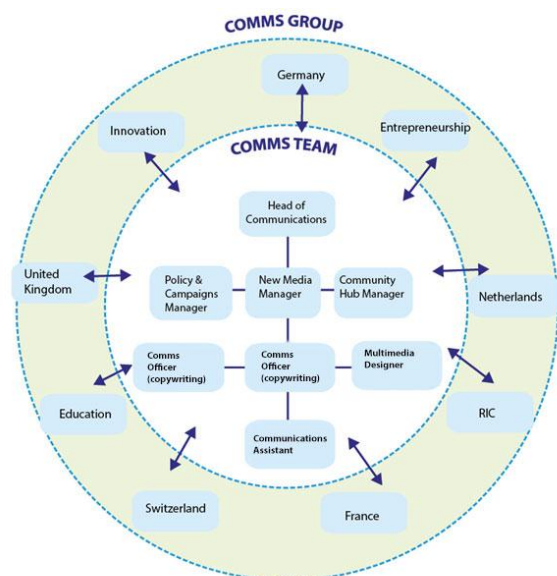 COMMS GROUP
Germany
Innovation
Entrepreneurship
COMMS TEAM
Head of
Communications
United
Kingdom
Policy &
Campaigns
Manager
New Media
Manager
Community
Hub Manager
Netherlands
Comms
Officer
(copywriting)
Comms
Officer
(copywriting)
Multimedia
Designer
Education
RIC
Communications
Assistant
Switzerland
France